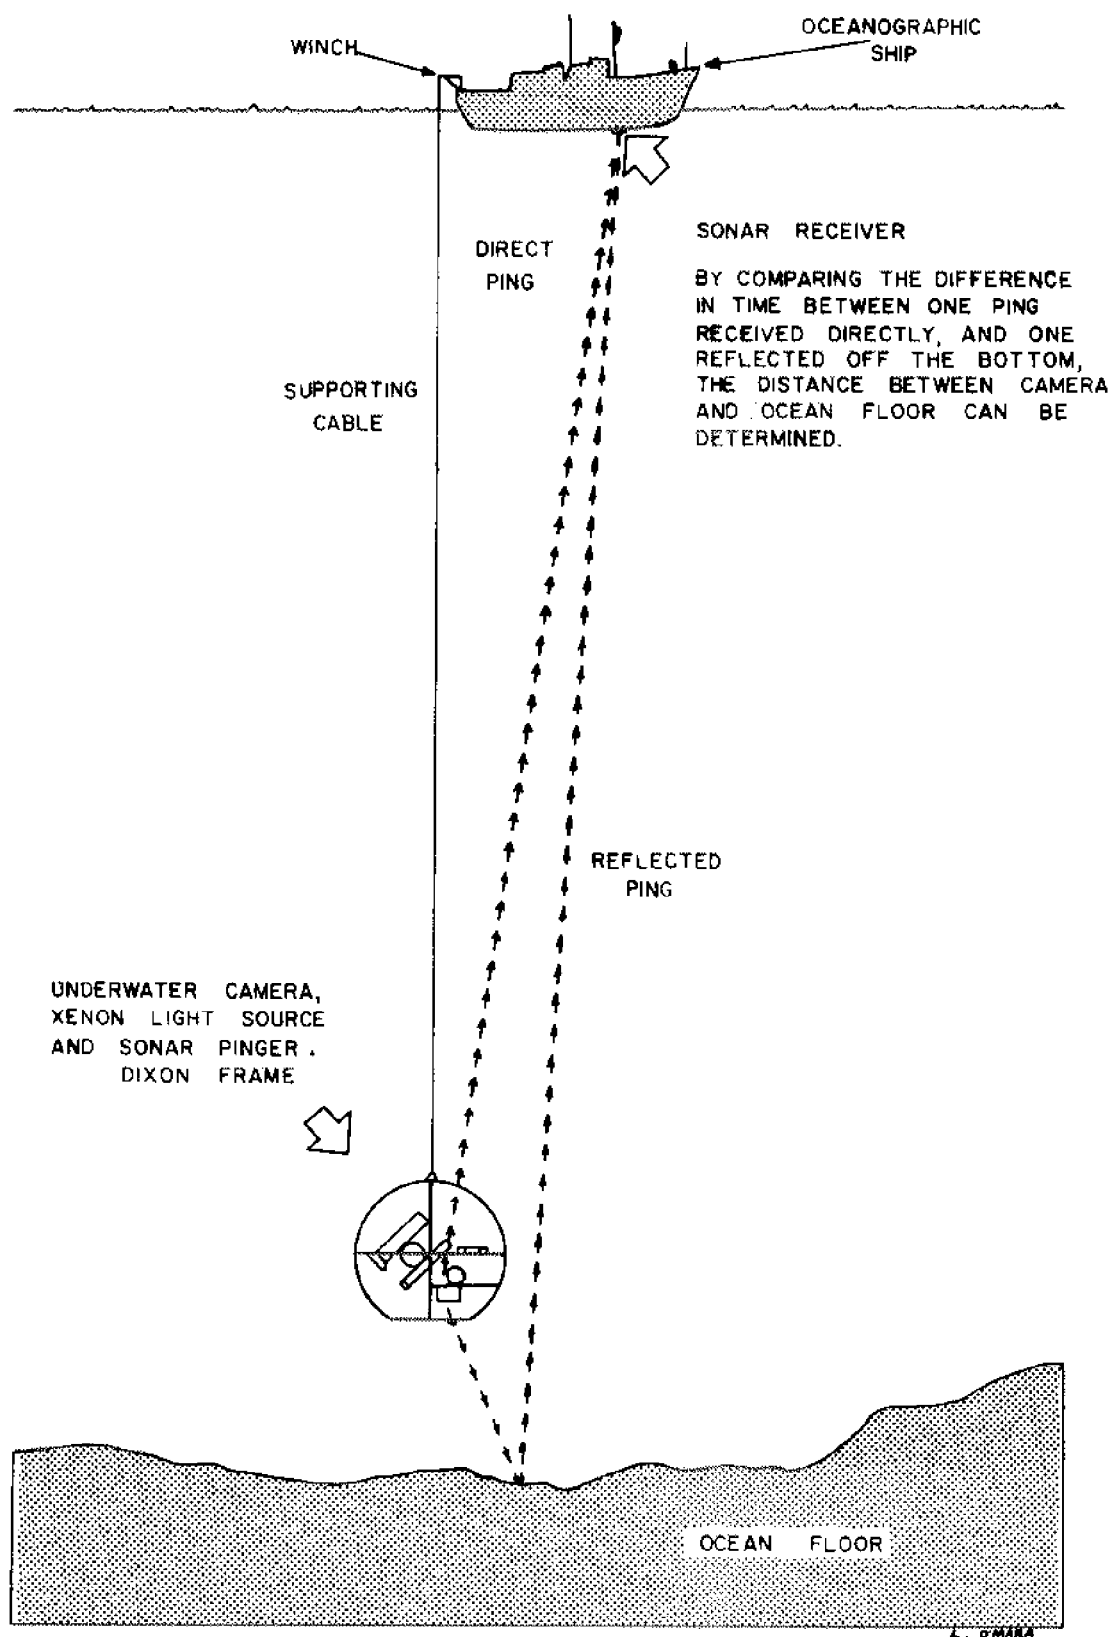 WINCH
OCEANOGRAPHIC
SHIP
DIRECT
PING
SONAR RECEIVER
BY COMPARING THE DIFFERENCE
IN TIME BETWEEN ONE PING
RECEIVED DIRECTLY, AND ONE
REFLECTED OFF THE BOTTOM,
THE DISTANCE BETWEEN CAMERA
AND OCEAN FLOOR CAN BE
DETERMINED.
SUPPORTING
CABLE
REFLECTED
PING
UNDERWATER CAMERA,
XENON LIGHT SOURCE
AND SONAR PINGER.
DIXON FRAME
OCEAN FLOOR
L. O'MARA